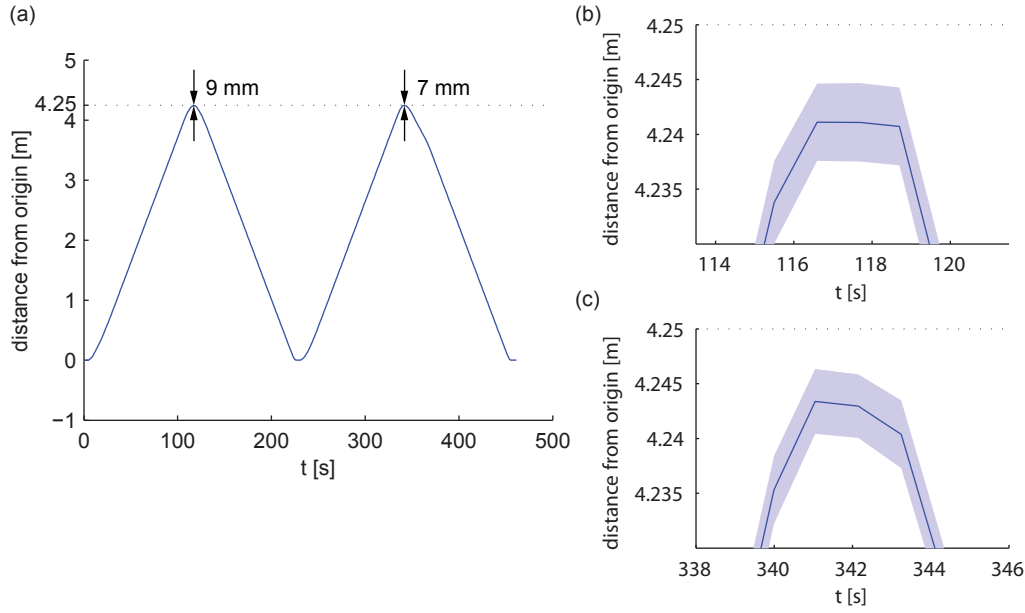 (a)
distance from origin [m]
5
4.25
4
3
2
1
0
−1
9 mm
7 mm
0
100
200
300
400
500
t [s]
(b)
distance from origin [m]
4.25
4.245
4.24
4.235
114
116
118
120
t [s]
(c)
distance from origin [m]
4.25
4.245
4.24
4.235
338
340
342
344
346
t [s]